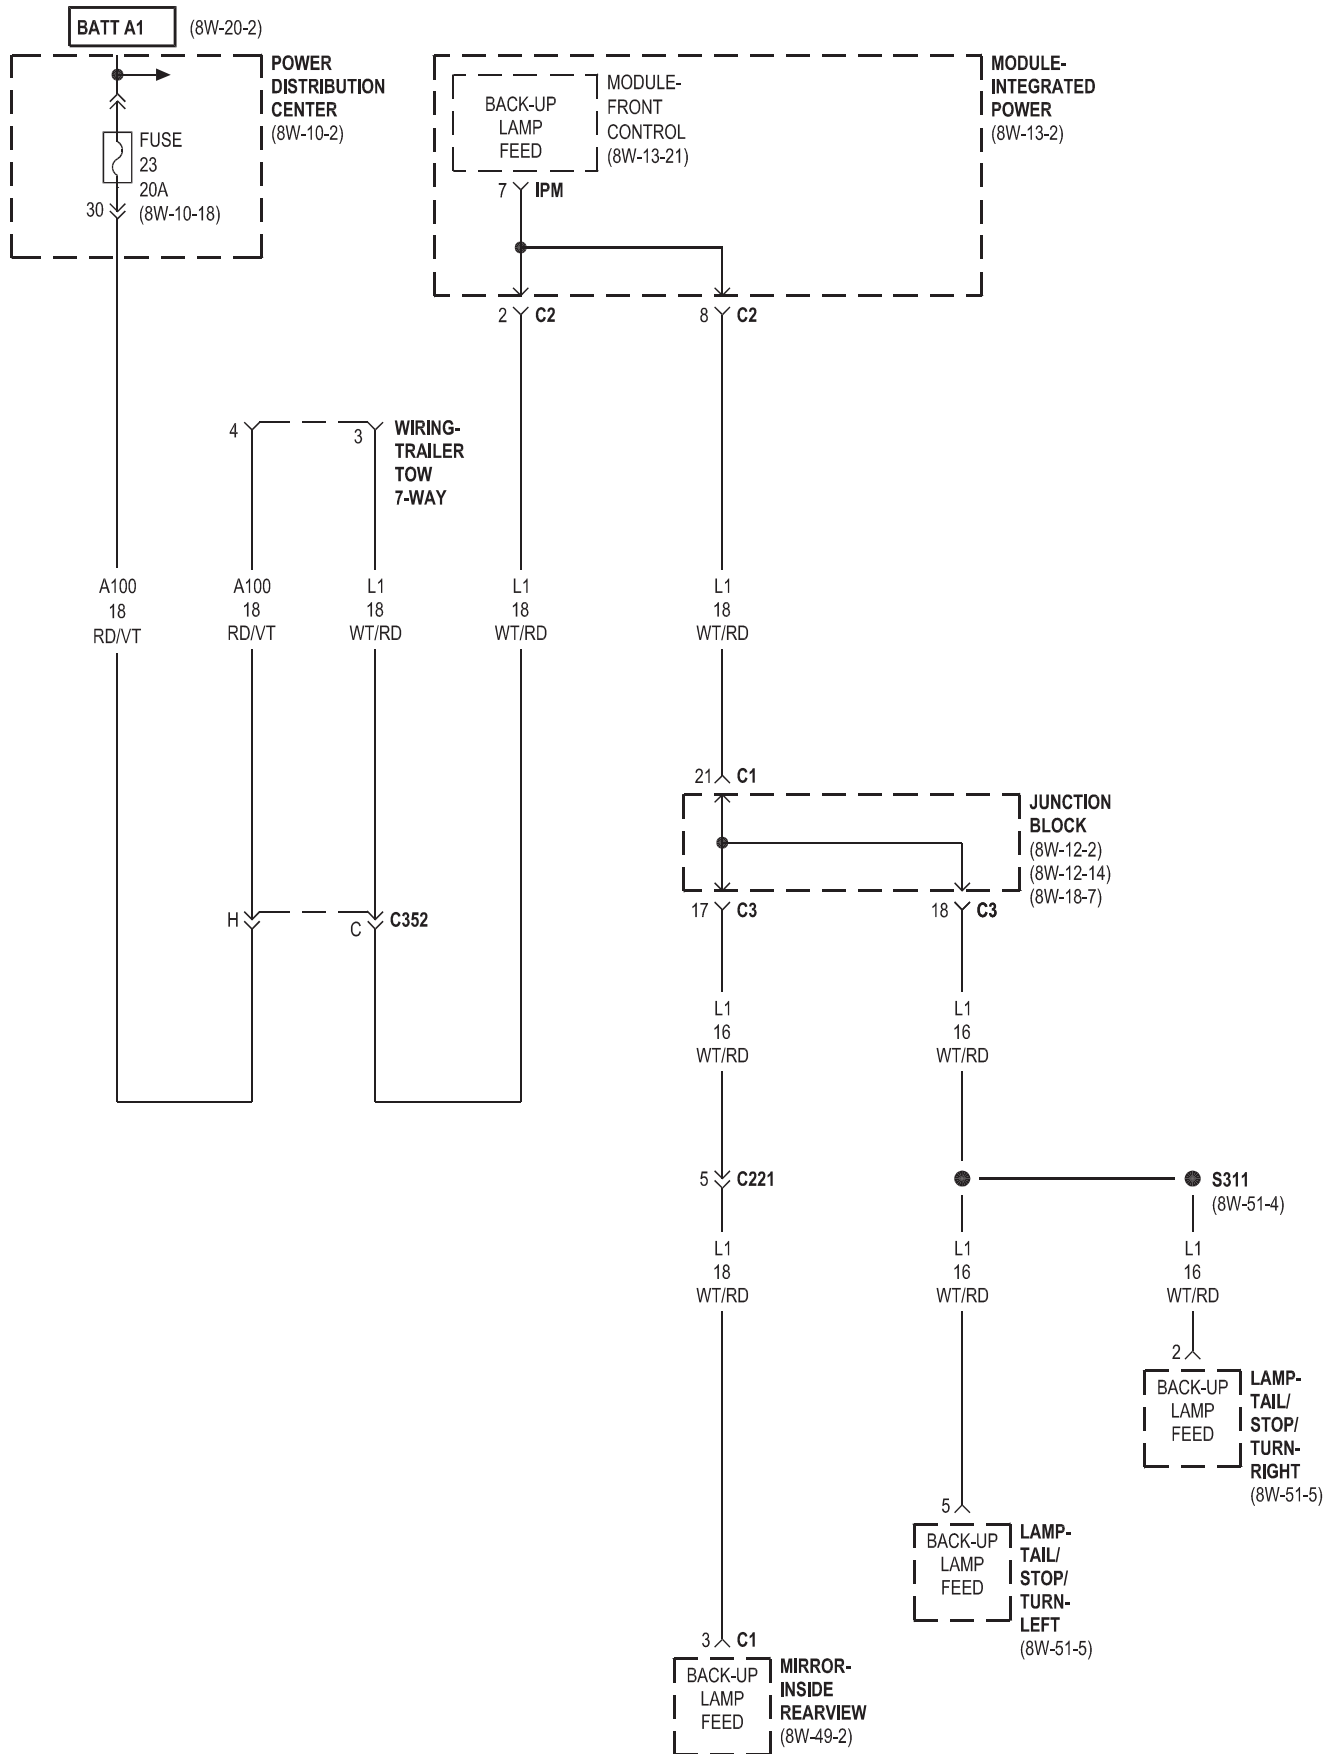 BATT A1
(8W-20-2)
POWER
DISTRIBUTION
CENTER
(8W-10-2)
FUSE
23
20A
(8W-10-18)
30
BACK-UP
LAMP
FEED
MODULE-
FRONT
CONTROL
(8W-13-21)
7
IPM
MODULE-
INTEGRATED
POWER
(8W-13-2)
2
C2
8
C2
4
3
WIRING-
TRAILER
TOW
7-WAY
A100
18
RD/VT
A100
18
RD/VT
L1
18
WT/RD
L1
18
WT/RD
L1
18
WT/RD
21
C1
JUNCTION
BLOCK
(8W-12-2)
(8W-12-14)
(8W-18-7)
H
C
C352
17
C3
18
C3
L1
16
WT/RD
L1
16
WT/RD
5
C221
S311
(8W-51-4)
L1
18
WT/RD
L1
16
WT/RD
L1
16
WT/RD
2
BACK-UP
LAMP
FEED
LAMP-
TAIL/
STOP/
TURN-
RIGHT
(8W-51-5)
5
BACK-UP
LAMP
FEED
LAMP-
TAIL/
STOP/
TURN-
LEFT
(8W-51-5)
3
C1
BACK-UP
LAMP
FEED
MIRROR-
INSIDE
REARVIEW
(8W-49-2)